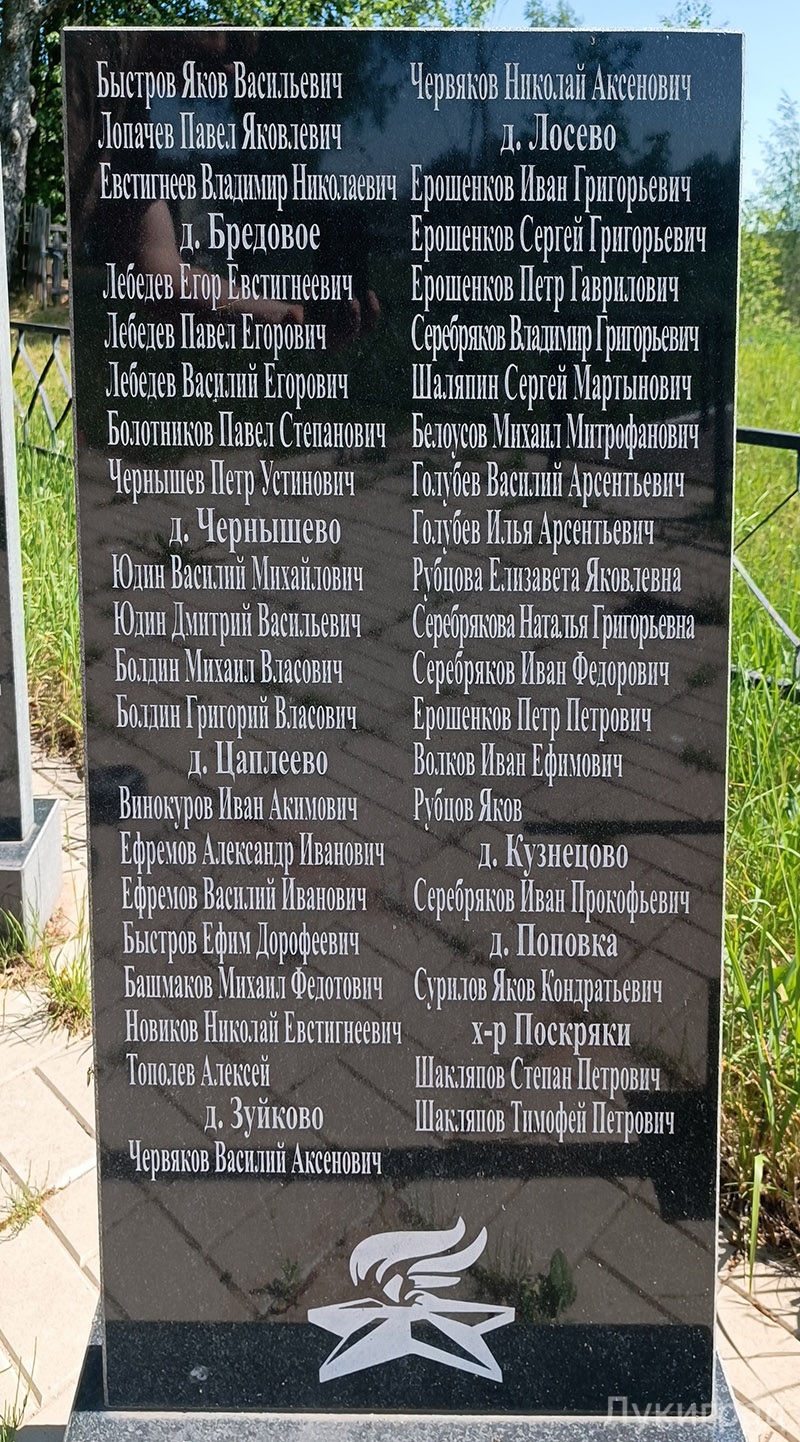 Быстров Яков Васильевич
Лопачев Павел Яковлевич
Евстигнеев Владимир Николаевич
д. Бредовое
Лебедев Егор Евстигнеевич
Лебедев Павел Егорович
Лебедев Василий Егорович
Болотников Павел Степанович
Чернышев Петр Устинович
д. Чернышево
Юдин Василий Михайлович
Юдин Дмитрий Васильевич
Болдин Михаил Власович
Болдин Григорий Власович
д. Цаплеево
Винокуров Иван Акимович
Ефремов Александр Иванович
Ефремов Василий Иванович
Быстров Ефим Дорофеевич
Башмаков Михаил Федотович
Новиков Николай Евстигнеевич
Тополев Алексей
д. Зуйково
Червяков Василий Аксенович
Червяков Николай Аксенович
д. Лосево
Ерошенков Иван Григорьевич
Ерошенков Сергей Григорьевич
Ерошенков Петр Гаврилович
Серебряков Владимир Григорьевич
Шаляпин Сергей Мартынович
Белоусов Михаил Митрофанович
Голубев Василий Арсентьевич
Голубев Илья Арсентьевич
Рубцова Елизавета Яковлевна
Серебрякова Наталья Григорьевна
Серебряков Иван Федорович
Ерошенков Петр Петрович
Волков Иван Ефимович
Рубцов Яков
д. Кузнецово
Серебряков Иван Прокофьевич
д. Поповка
Сурилов Яков Кондратьевич
х-р Поскряки
Шакляпов Степан Петрович
Шакляпов Тимофей Петрович